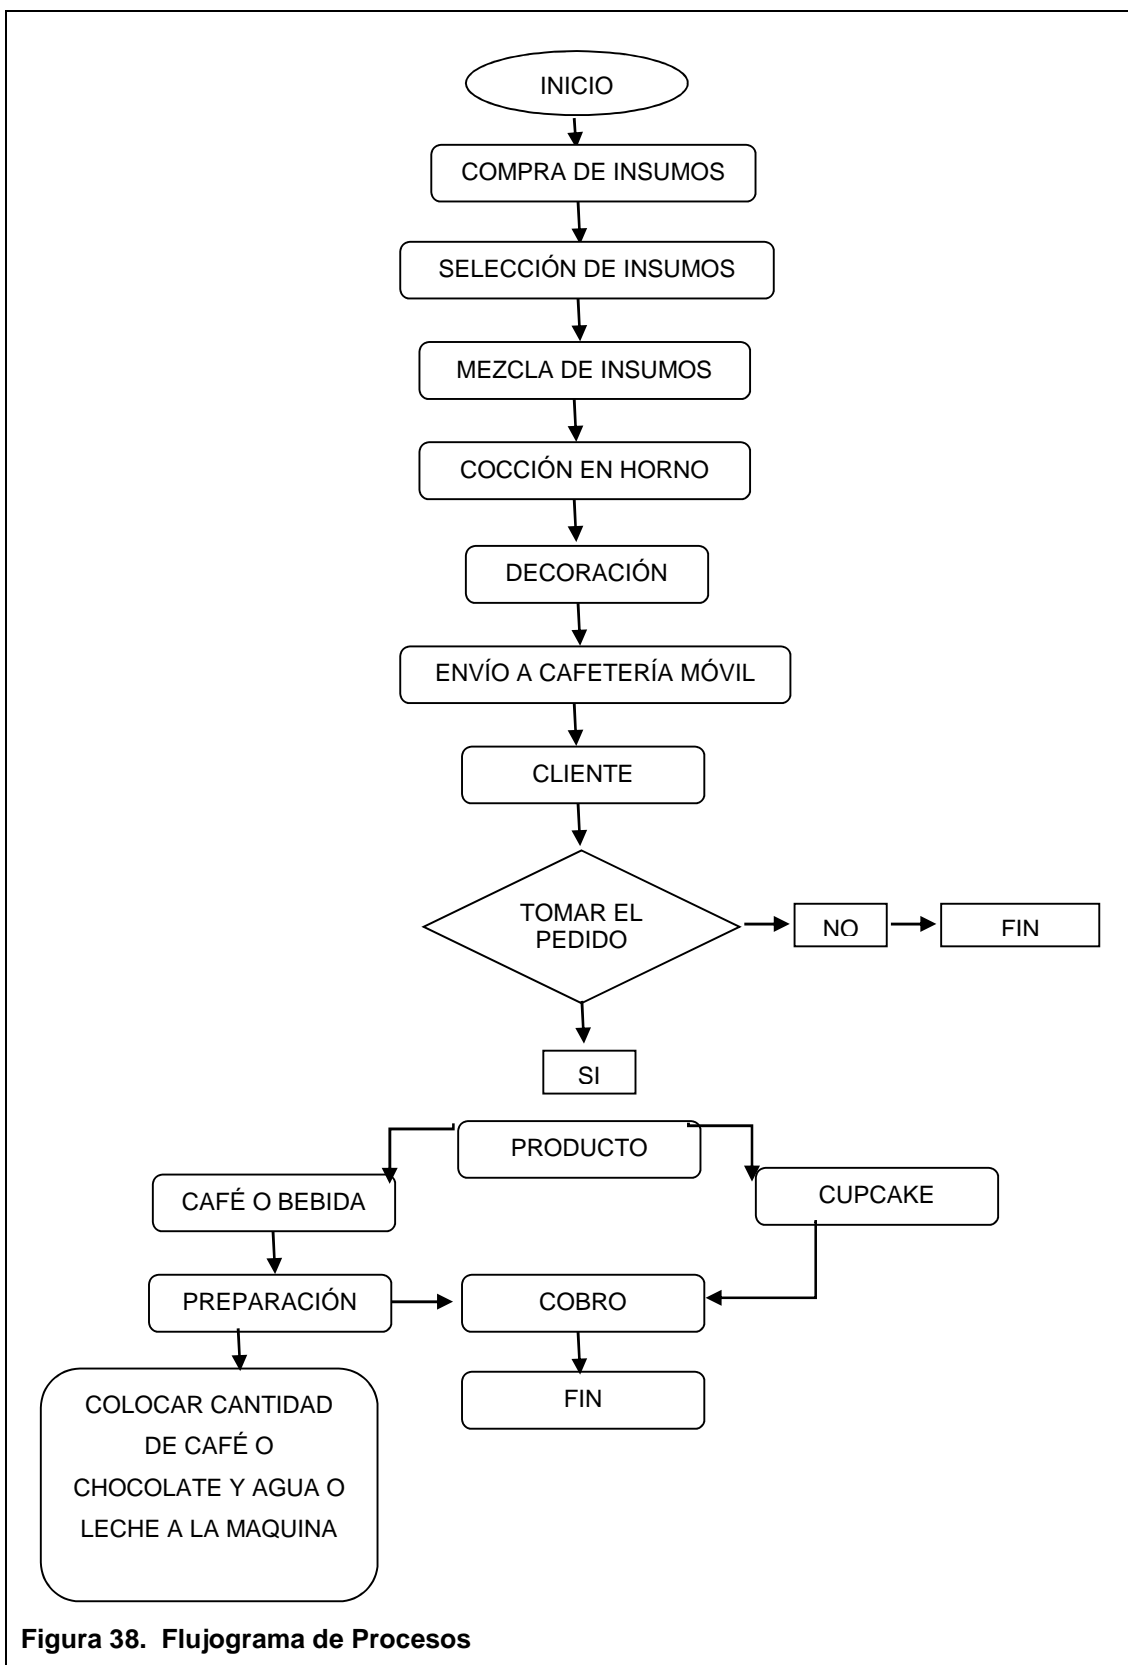 INICIO
COMPRA DE INSUMOS
SELECCIÓN DE INSUMOS
MEZCLA DE INSUMOS
COCCIÓN EN HORNO
DECORACIÓN
ENVÍO A CAFETERÍA MÓVIL
CLIENTE
TOMAR EL
PEDIDO
NO
FIN
SI
PRODUCTO
CAFÉ O BEBIDA
CUPCAKE
PREPARACIÓN
COBRO
COLOCAR CANTIDAD
DE CAFÉ O
CHOCOLATE Y AGUA O
LECHE A LA MAQUINA
FIN
Figura 38. Flujograma de Procesos